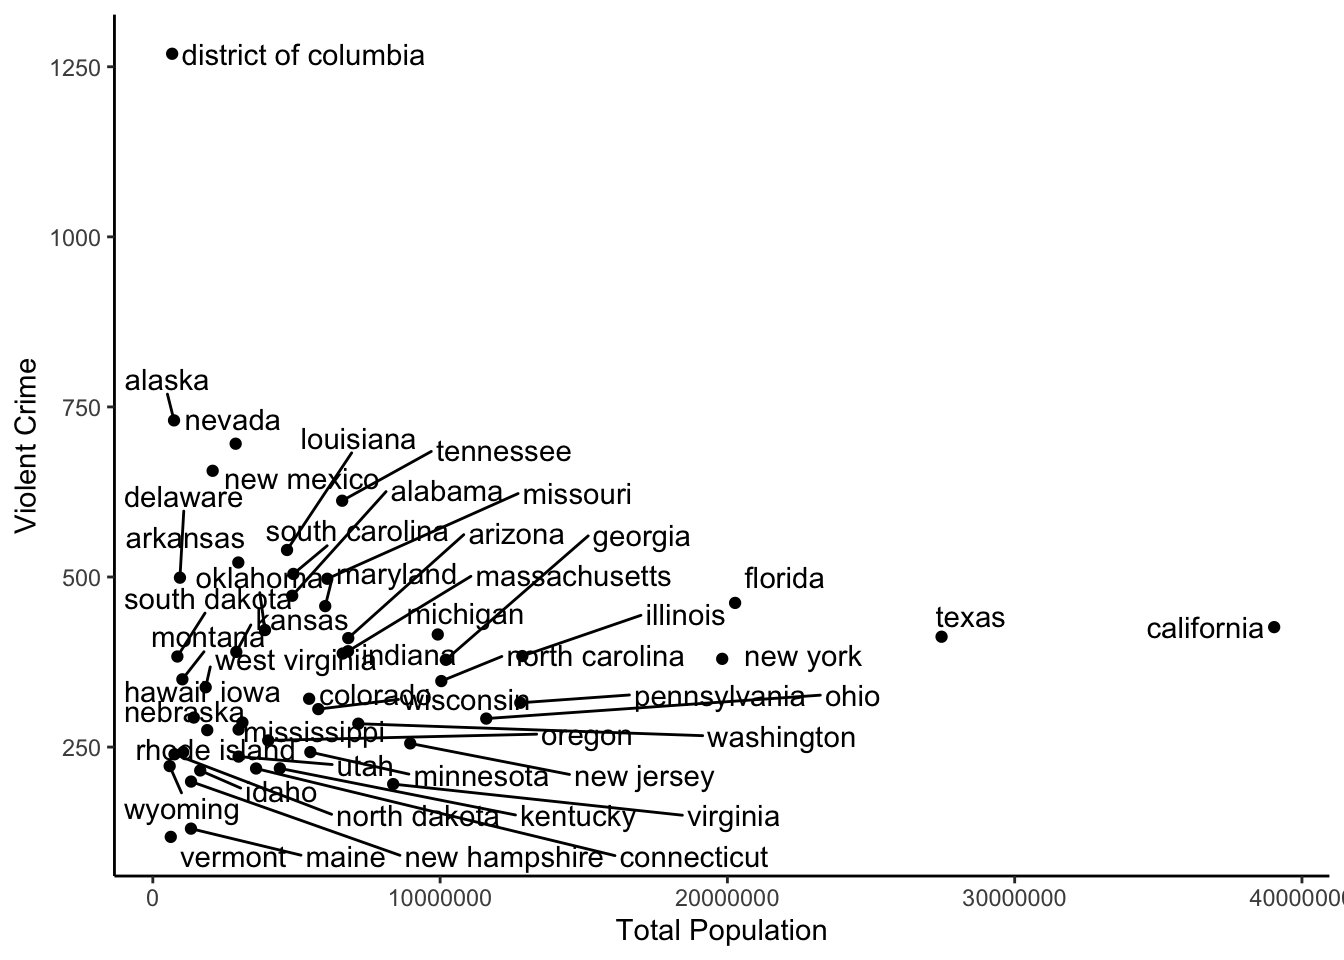 district of columbia
1250
1000
Violent Crime
alaska
750
nevada
louisiana
tennessee
new mexico
delaware
alabama
missouri
south carolina
arkansas
arizona
georgia
500
oklahoma
maryland
massachusetts
florida
south dakota
kansas
michigan
illinois
texas
california
montana
west virginia
indiana
north carolina
new york
hawaii
iowa
colorado
wisconsin
pennsylvania
ohio
nebraska
mississippi
oregon
washington
250
rhode island
utah
minnesota
new jersey
idaho
wyoming
north dakota
kentucky
virginia
vermont
maine
new hampshire
connecticut
0
10000000
20000000
30000000
4000000
Total Population